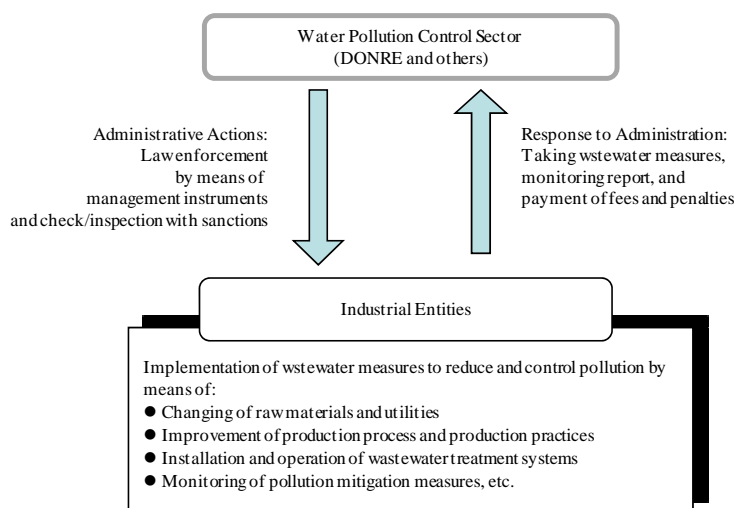 Water Pollution Control Sector
(DONRE and others)
Administrative Actions:
Law enforcement
by means of
management instruments
and check/inspection with sanctions
Response to Administration:
Taking wstewater measures,
monitoring report, and
payment of fees and penalties
Industrial Entities
Implementation of wstewater measures to reduce and control pollution by
means of:
● Changing of raw materials and utilities
● Improvement of production process and production practices
● Installation and operation of wastewater treatment systems
● Monitoring of pollution mitigation measures, etc.